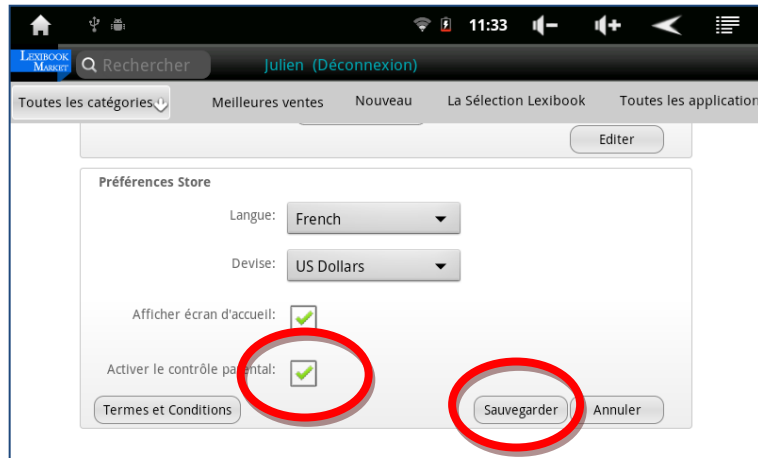 11:33
LEXIBOOK
MARKET
Rechercher
Julien (Déconnexion)
Toutes les catégories
Meilleures ventes
Nouveau
La Sélection Lexibook
Toutes les application
Editer
Préférences Store
Langue: French
Devise: US Dollars
Afficher écran d'accueil:
Activer le contrôle parental:
Termes et Conditions
Sauvegarder
Annuler